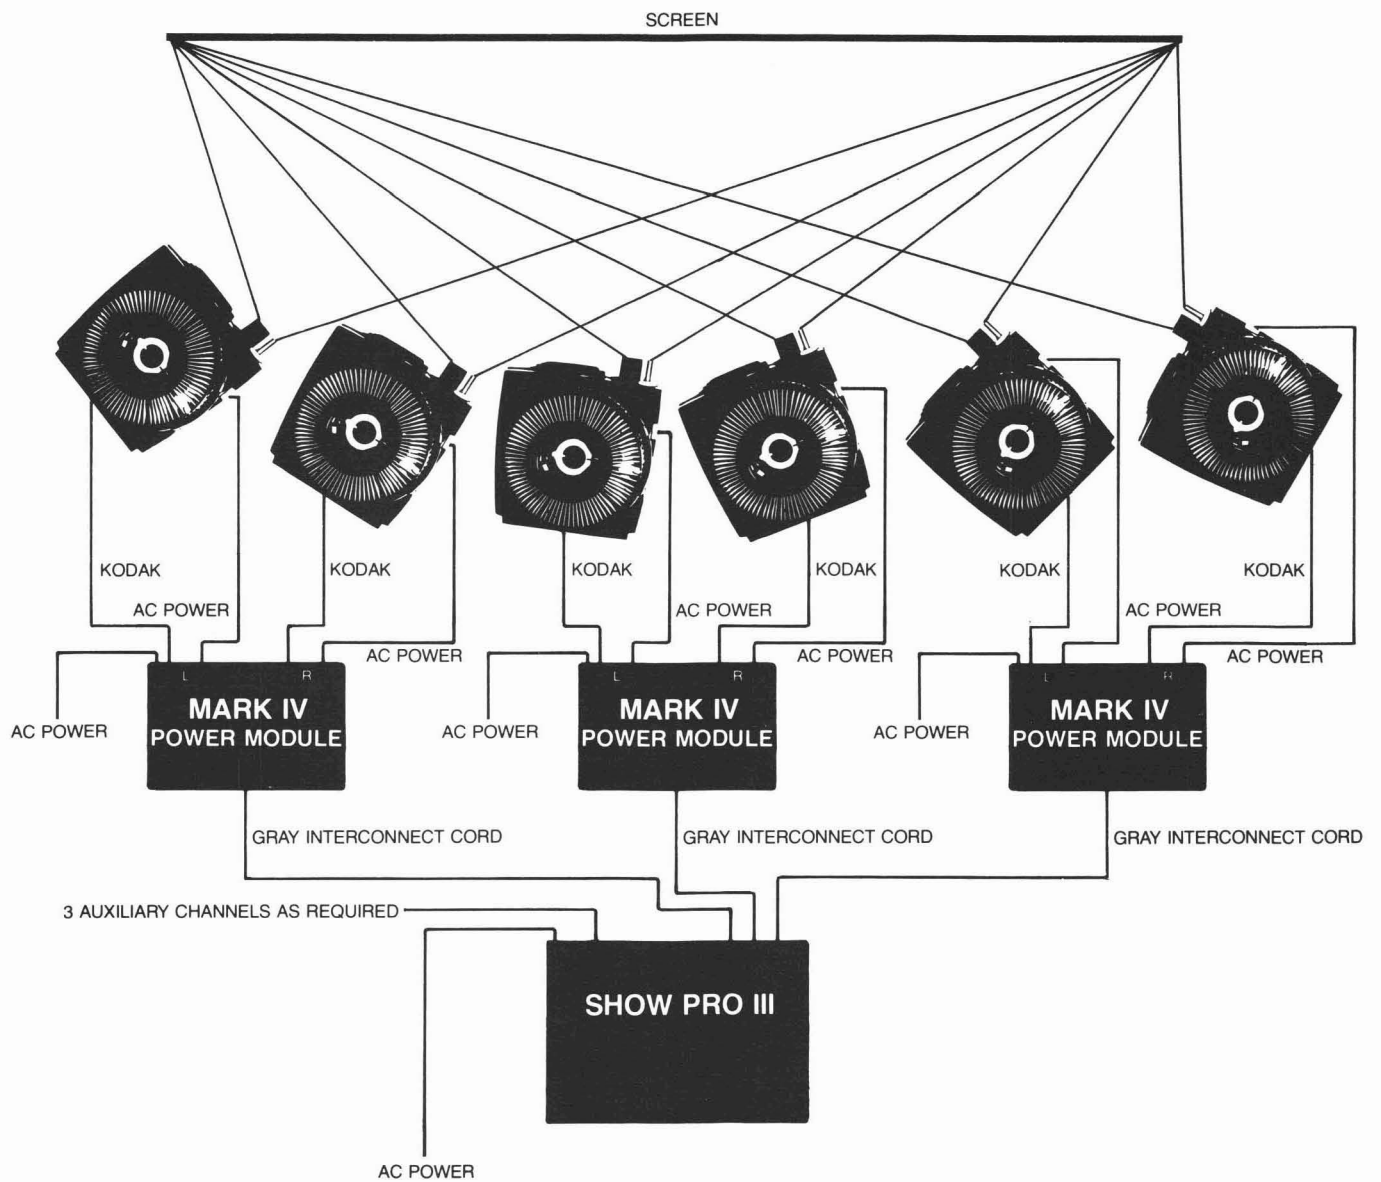 SCREEN
KODAK
KODAK
KODAK
KODAK
KODAK
KODAK
AC POWER
AC POWER
AC POWER
AC POWER
AC POWER
AC POWER
L R
L R
L R
AC POWER
MARK IV
POWER MODULE
AC POWER
MARK IV
POWER MODULE
AC POWER
MARK IV
POWER MODULE
GRAY INTERCONNECT CORD
GRAY INTERCONNECT CORD
GRAY INTERCONNECT CORD
3 AUXILIARY CHANNELS AS REQUIRED
SHOW PRO III
AC POWER